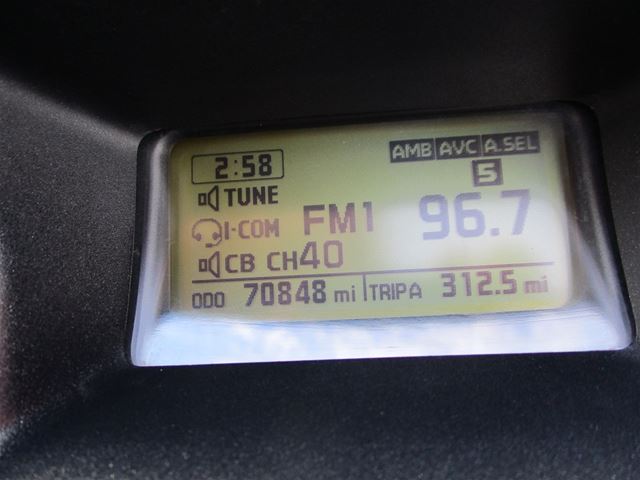 2:58 AMB AVC A.SEL
TUNE 5
I-COM FM1 96.7
CB CH40
ODO 70848 mi TRIPA 312.5 mi